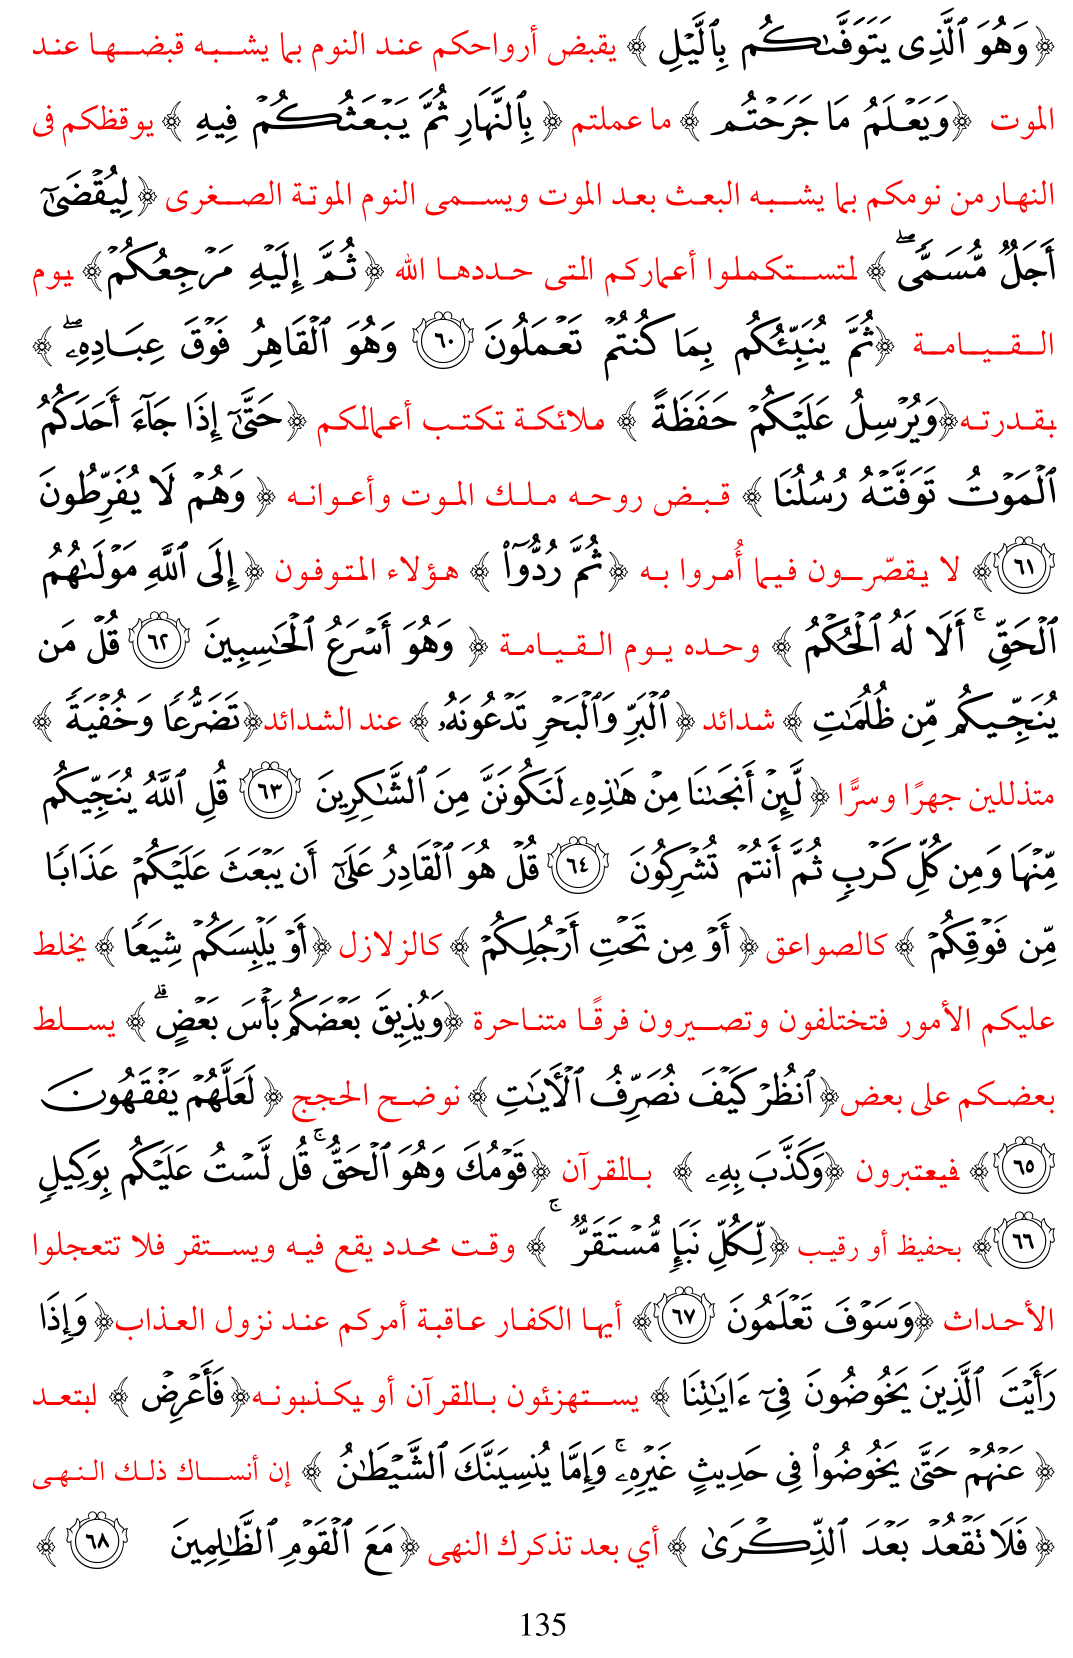 ﴿ وَهُوَ ٱلَّذِى يَتَوَفَّىٰكُم بِٱلَّيْلِ ﴾ يقبض أرواحكم عند النوم بما يشبه قبضها عند
الموت ﴿وَيَعْلَمُ مَا جَرَحْتُم ﴾ ما عملتم ﴿ بِٱلنَّهَارِ ثُمَّ يَبْعَثُكُمْ فِيهِ ﴾ يوقظكم فى
النهار من نومكم بما يشبه البعث بعد الموت ويسمى النوم الموتة الصغرى ﴿ لِيُقْضَىٰٓ
أَجَلٌ مُّسَمًّى ۖ ﴾ لتستكملوا أعماركم التى حددها الله ﴿ ثُمَّ إِلَيْهِ مَرْجِعُكُمْ﴾ يوم
القيامة ﴿ثُمَّ يُنَبِّئُكُم بِمَا كُنتُمْ تَعْمَلُونَ ٦٠ وَهُوَ ٱلْقَاهِرُ فَوْقَ عِبَادِهِۦ ۖ ﴾
بقدرته﴿وَيُرْسِلُ عَلَيْكُمْ حَفَظَةً ﴾ ملائكة تكتب أعمالكم ﴿حَتَّىٰٓ إِذَا جَآءَ أَحَدَكُمُ
ٱلْمَوْتُ تَوَفَّتْهُ رُسُلُنَا ﴾ قبض روحه ملك الموت وأعوانه ﴿ وَهُمْ لَا يُفَرِّطُونَ
٦١﴾ لا يقصّرون فيما أُمروا به ﴿ثُمَّ رُدُّوٓا۟ ﴾ هؤلاء المتوفون ﴿ إِلَى ٱللَّهِ مَوْلَىٰهُمُ
ٱلْحَقِّ ۚ أَلَا لَهُ ٱلْحُكْمُ ﴾ وحده يوم القيامة ﴿ وَهُوَ أَسْرَعُ ٱلْحَٰسِبِينَ ٦٢ قُلْ مَن
يُنَجِّيكُم مِّن ظُلُمَٰتِ ﴾ شدائد ﴿ ٱلْبَرِّ وَٱلْبَحْرِ تَدْعُونَهُۥ ﴾ عند الشدائد﴿تَضَرُّعًا وَخُفْيَةً ﴾
متذللين جهرًا وسرًّا ﴿ لَّئِنْ أَنجَىٰنَا مِنْ هَٰذِهِۦ لَنَكُونَنَّ مِنَ ٱلشَّٰكِرِينَ ٦٣ قُلِ ٱللَّهُ يُنَجِّيكُم
مِّنْهَا وَمِن كُلِّ كَرْبٍ ثُمَّ أَنتُمْ تُشْرِكُونَ ٦٤ قُلْ هُوَ ٱلْقَادِرُ عَلَىٰٓ أَن يَبْعَثَ عَلَيْكُمْ عَذَابًا
مِّن فَوْقِكُمْ ﴾ كالصواعق ﴿ أَوْ مِن تَحْتِ أَرْجُلِكُمْ ﴾ كالزلازل ﴿أَوْ يَلْبِسَكُمْ شِيَعًا ﴾ يخلط
عليكم الأمور فتختلفون وتصيرون فرقًا متناحرة ﴿وَيُذِيقَ بَعْضَكُم بَأْسَ بَعْضٍ ۗ ﴾ يسلط
بعضكم على بعض﴿ ٱنظُرْ كَيْفَ نُصَرِّفُ ٱلْـَٔايَٰتِ ﴾ نوضح الحجج ﴿ لَعَلَّهُمْ يَفْقَهُونَ
٦٥﴾ فيعتبرون ﴿وَكَذَّبَ بِهِۦ ﴾ بالقرآن ﴿قَوْمُكَ وَهُوَ ٱلْحَقُّ ۚ قُل لَّسْتُ عَلَيْكُم بِوَكِيلٍ
٦٦﴾ بحفيظ أو رقيب ﴿لِّكُلِّ نَبَإٍ مُّسْتَقَرٌّ ۚ ﴾ وقت محدد يقع فيه ويستقر فلا تتعجلوا
الأحداث ﴿وَسَوْفَ تَعْلَمُونَ ٦٧﴾ أيها الكفار عاقبة أمركم عند نزول العذاب﴿ وَإِذَا
رَأَيْتَ ٱلَّذِينَ يَخُوضُونَ فِىٓ ءَايَٰتِنَا ﴾ يستهزئون بالقرآن أو يكذبونه﴿ فَأَعْرِضْ ﴾ لبتعد
﴿ عَنْهُمْ حَتَّىٰ يَخُوضُوا۟ فِى حَدِيثٍ غَيْرِهِۦ ۚ وَإِمَّا يُنسِيَنَّكَ ٱلشَّيْطَٰنُ ﴾ إن أنساك ذلك النهى
﴿ فَلَا تَقْعُدْ بَعْدَ ٱلذِّكْرَىٰ ﴾ أي بعد تذكرك النهى ﴿مَعَ ٱلْقَوْمِ ٱلظَّٰلِمِينَ ٦٨ ﴾
135